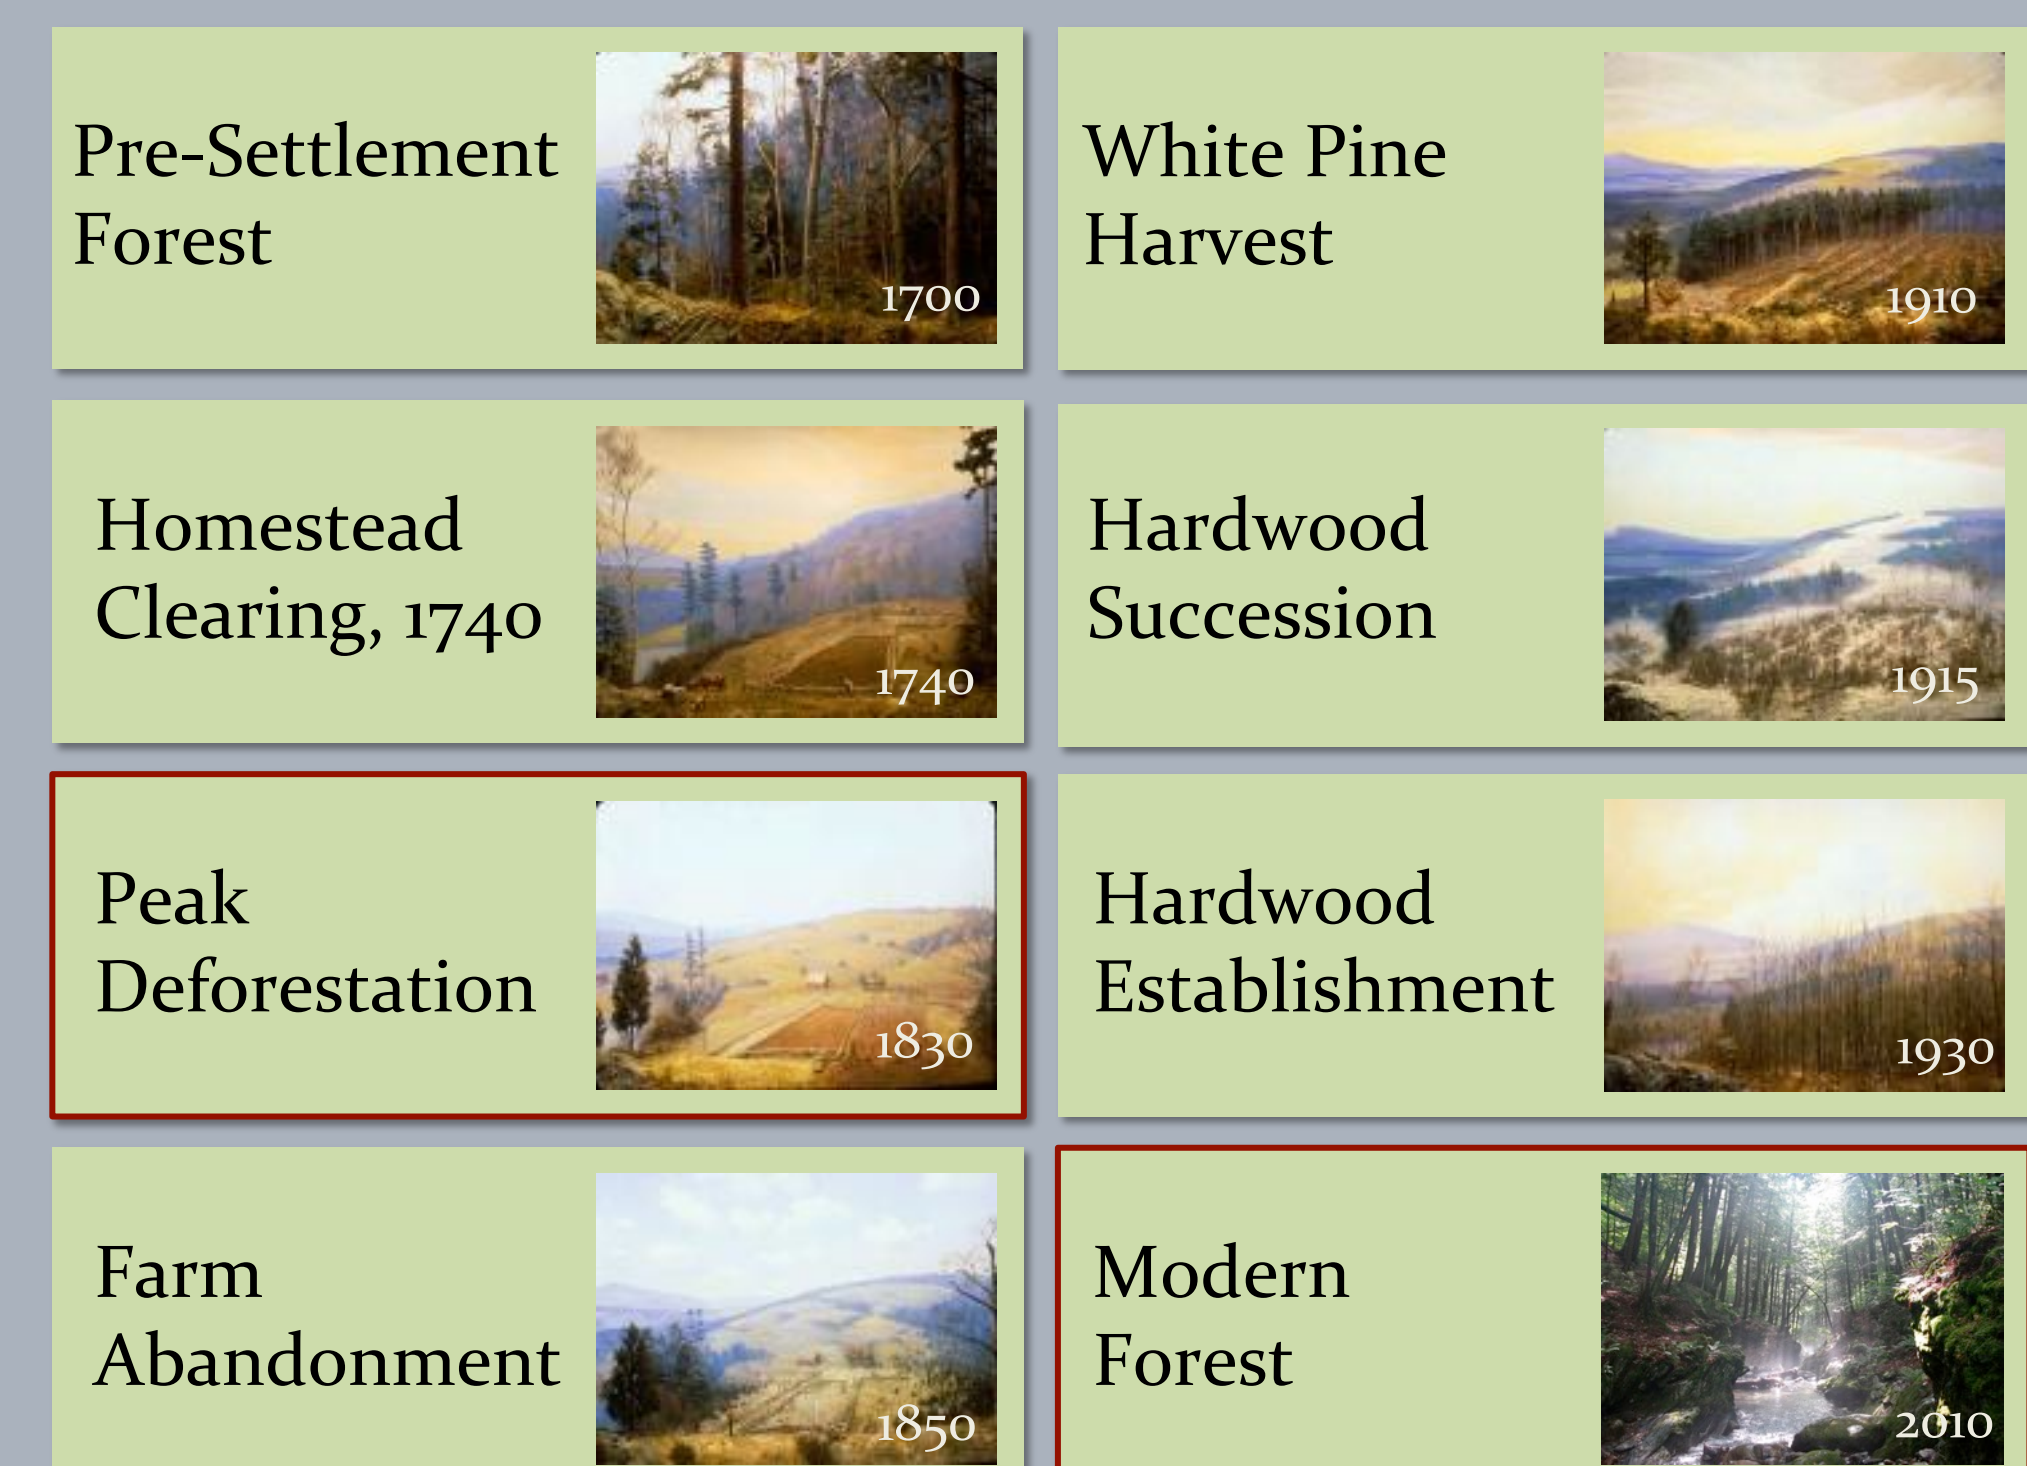 Pre-Settlement
Forest
1700
Homestead
Clearing, 1740
1740
Peak
Deforestation
1830
Farm
Abandonment
1850
White Pine
Harvest
1910
Hardwood
Succession
1915
Hardwood
Establishment
1930
Modern
Forest
2010